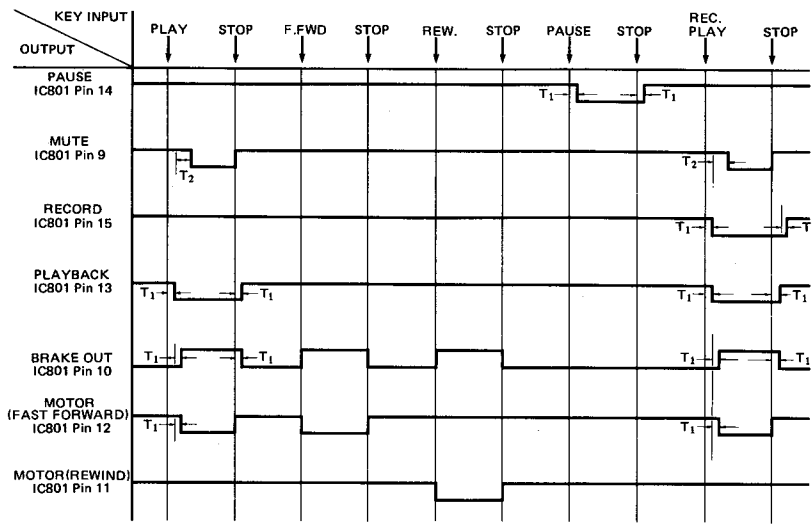 KEY INPUT
OUTPUT
PLAY STOP F.FWD STOP REW. STOP PAUSE STOP REC. PLAY STOP
PAUSE
IC801 Pin 14
T1 T1
MUTE
IC801 Pin 9
T2 T2
RECORD
IC801 Pin 15
T1 T
PLAYBACK
IC801 Pin 13
T1 T1 T1 T1
BRAKE OUT
IC801 Pin 10
T1 T1 T1 T1
MOTOR
(FAST FORWARD)
IC801 Pin 12
T1 T1
MOTOR(REWIND)
IC801 Pin 11